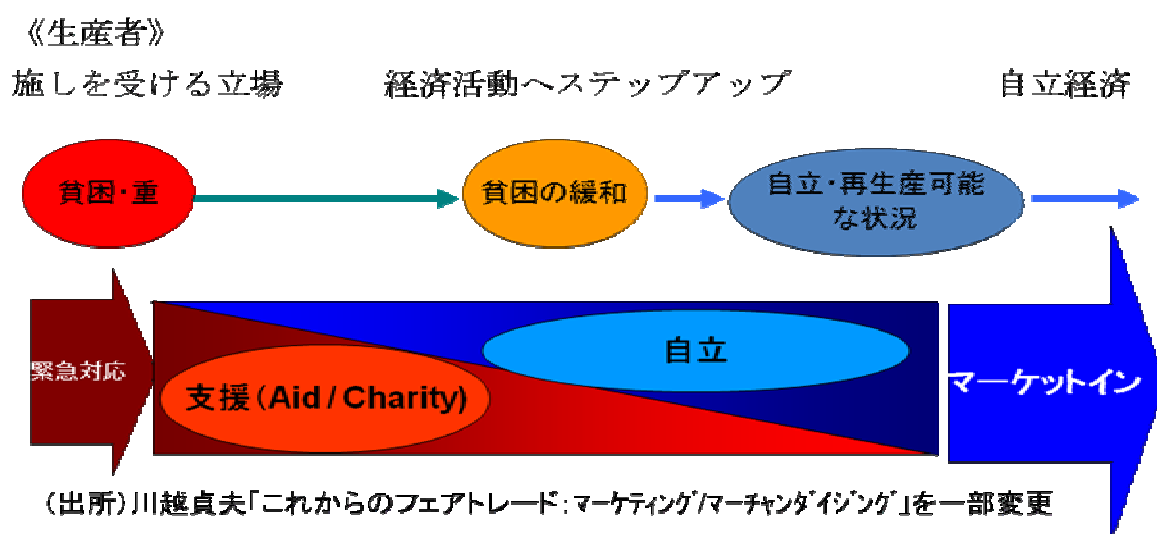 《生産者》
施しを受ける立場
経済活動へステップアップ
自立経済
貧困・重
貧困の緩和
自立・再生産可能
な状況
緊急対応
支援(Aid / Charity)
自立
マーケットイン
(出所)川越貞夫「これからのフェアトレード:ﾏｰｹﾃｨﾝｸﾞ/ﾏｰﾁｬﾝﾀﾞｲｼﾞﾝｸﾞ」を一部変更